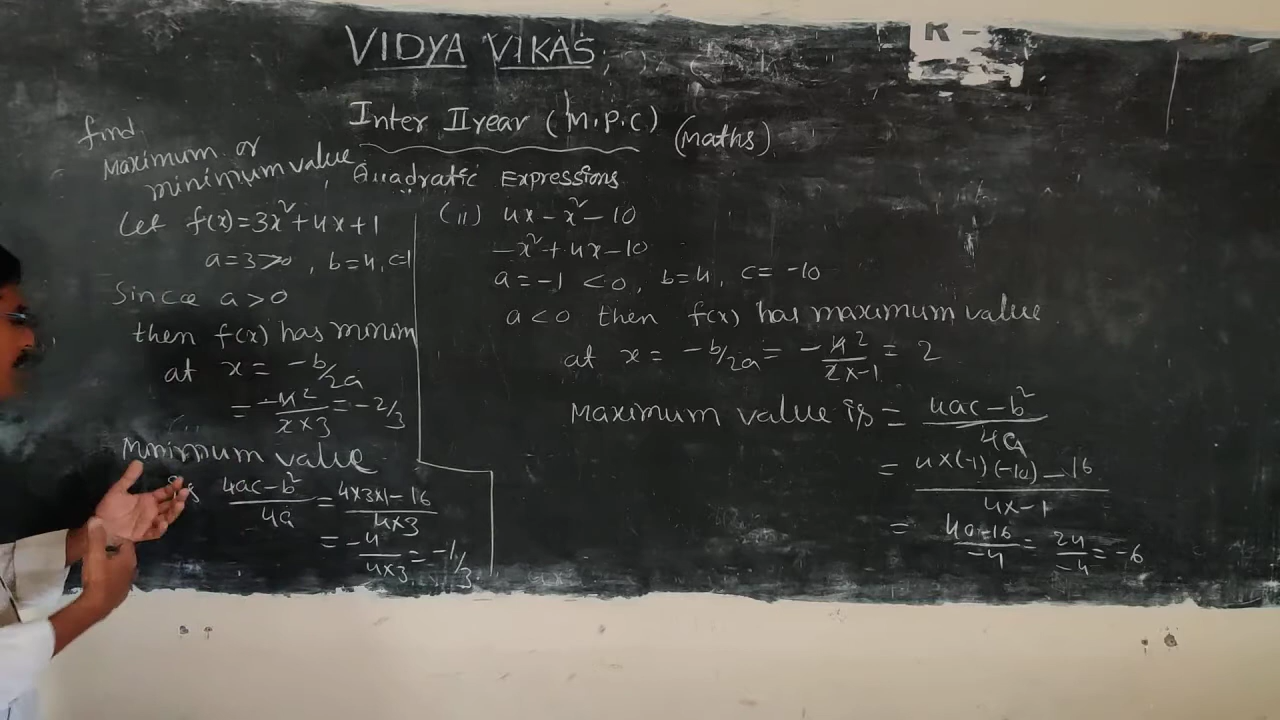 R-
VIDYA VIKAS
Inter II year (M.P.C) (Maths)
Quadratic Expressions
find
Maximum or
minimum value
Let f(x)=3x²+4x+1
a=3>0, b=4, c=1
Since a>0
then f(x) has minim
at x = -b/2a
= -4 2/2×3 = -2/3
Minimum value
is 4ac-b²/4a = 4×3×1-16/4×3
= -4/4×3 = -1/3
(ii) 4x-x²-10
-x²+4x-10
a=-1 <0, b=4, c=-10
a<0 then f(x) has maximum value
at x = -b/2a = -4 2/2×-1 = 2
Maximum value is = 4ac-b²/4a
= 4×(-1)(-10)-16/4×-1
= 40-16/-4 = 24/-4 = -6